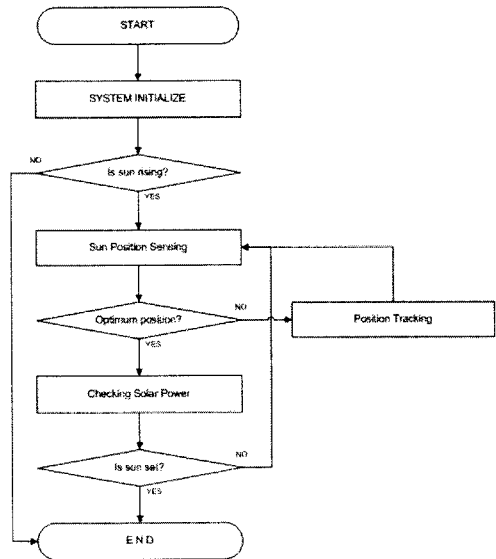 START
SYSTEM INITIALIZE
NO
Is sun rising?
YES
Sun Position Sensing
NO
Optimum position?
Position Tracking
YES
Checking Solar Power
NO
Is sun set?
YES
E N D